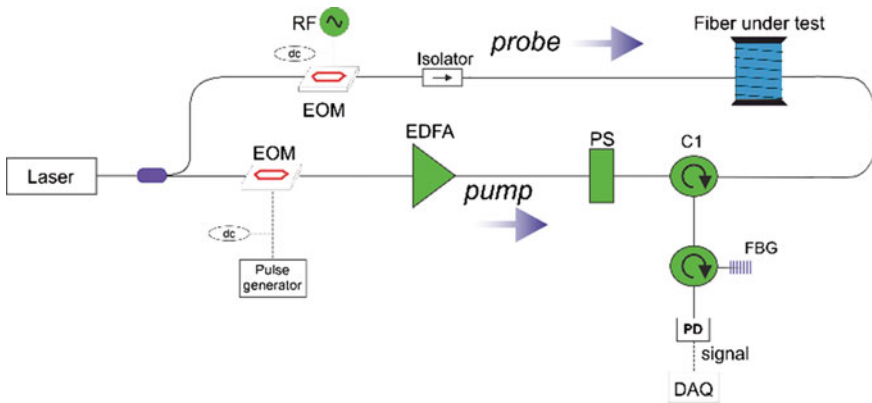 RF
dc
EOM
Isolator
probe
Fiber under test
Laser
EOM
EDFA
pump
PS
C1
dc
Pulse
generator
FBG
PD
signal
DAQ